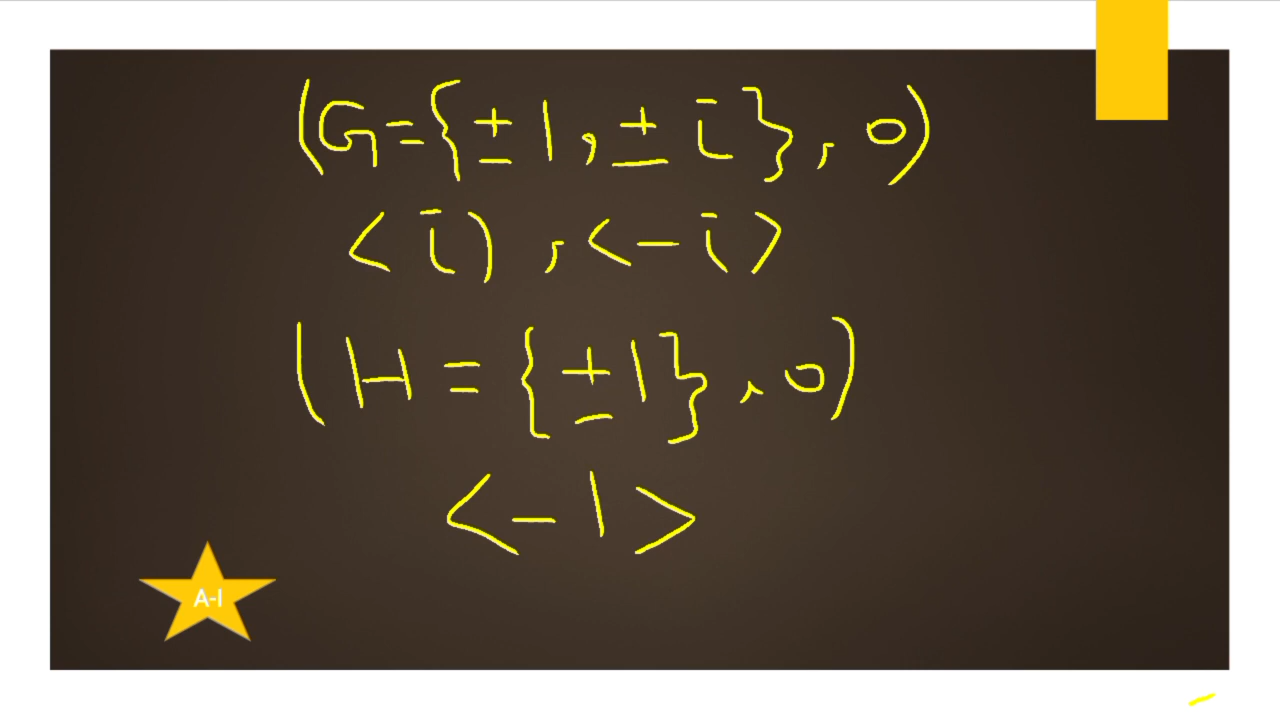 (G={±1,±i},o)
<i),<-i>
(H={±1},o)
<-1>
A-I